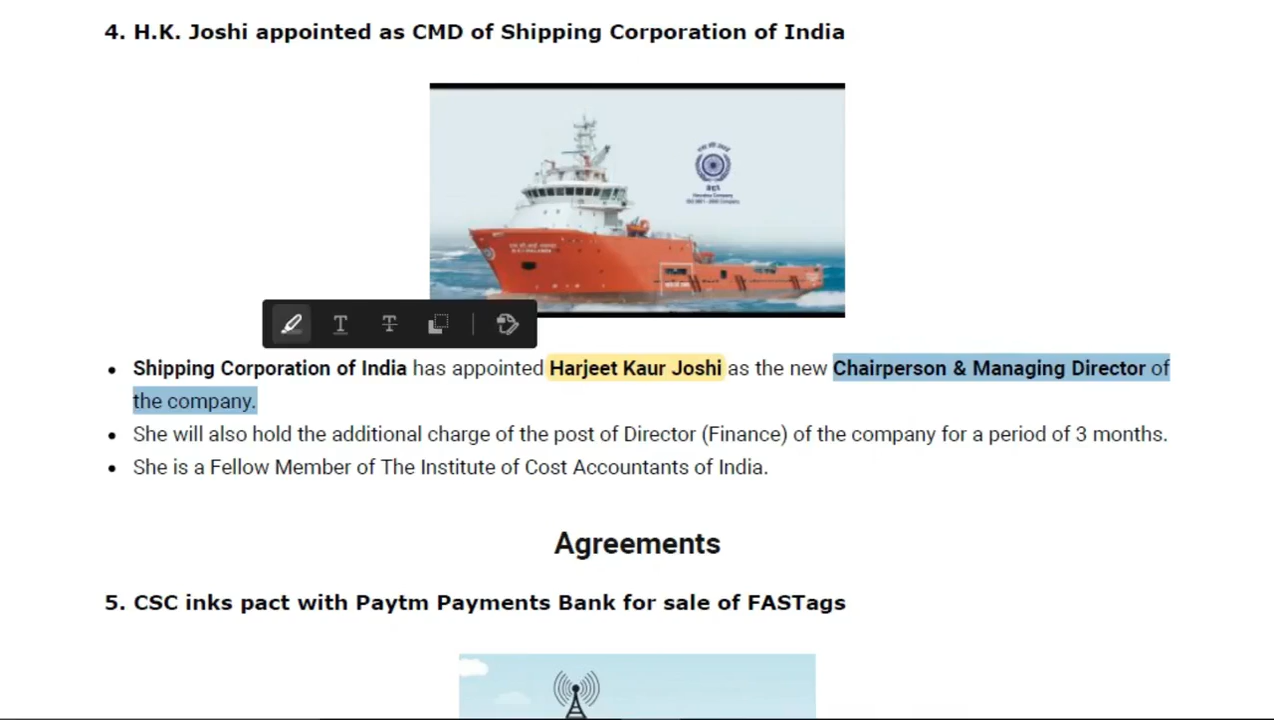 4. H.K. Joshi appointed as CMD of Shipping Corporation of India
Shipping Corporation of India has appointed Harjeet Kaur Joshi as the new Chairperson & Managing Director of
the company.
She will also hold the additional charge of the post of Director (Finance) of the company for a period of 3 months.
She is a Fellow Member of The Institute of Cost Accountants of India.
Agreements
5. CSC inks pact with Paytm Payments Bank for sale of FASTags